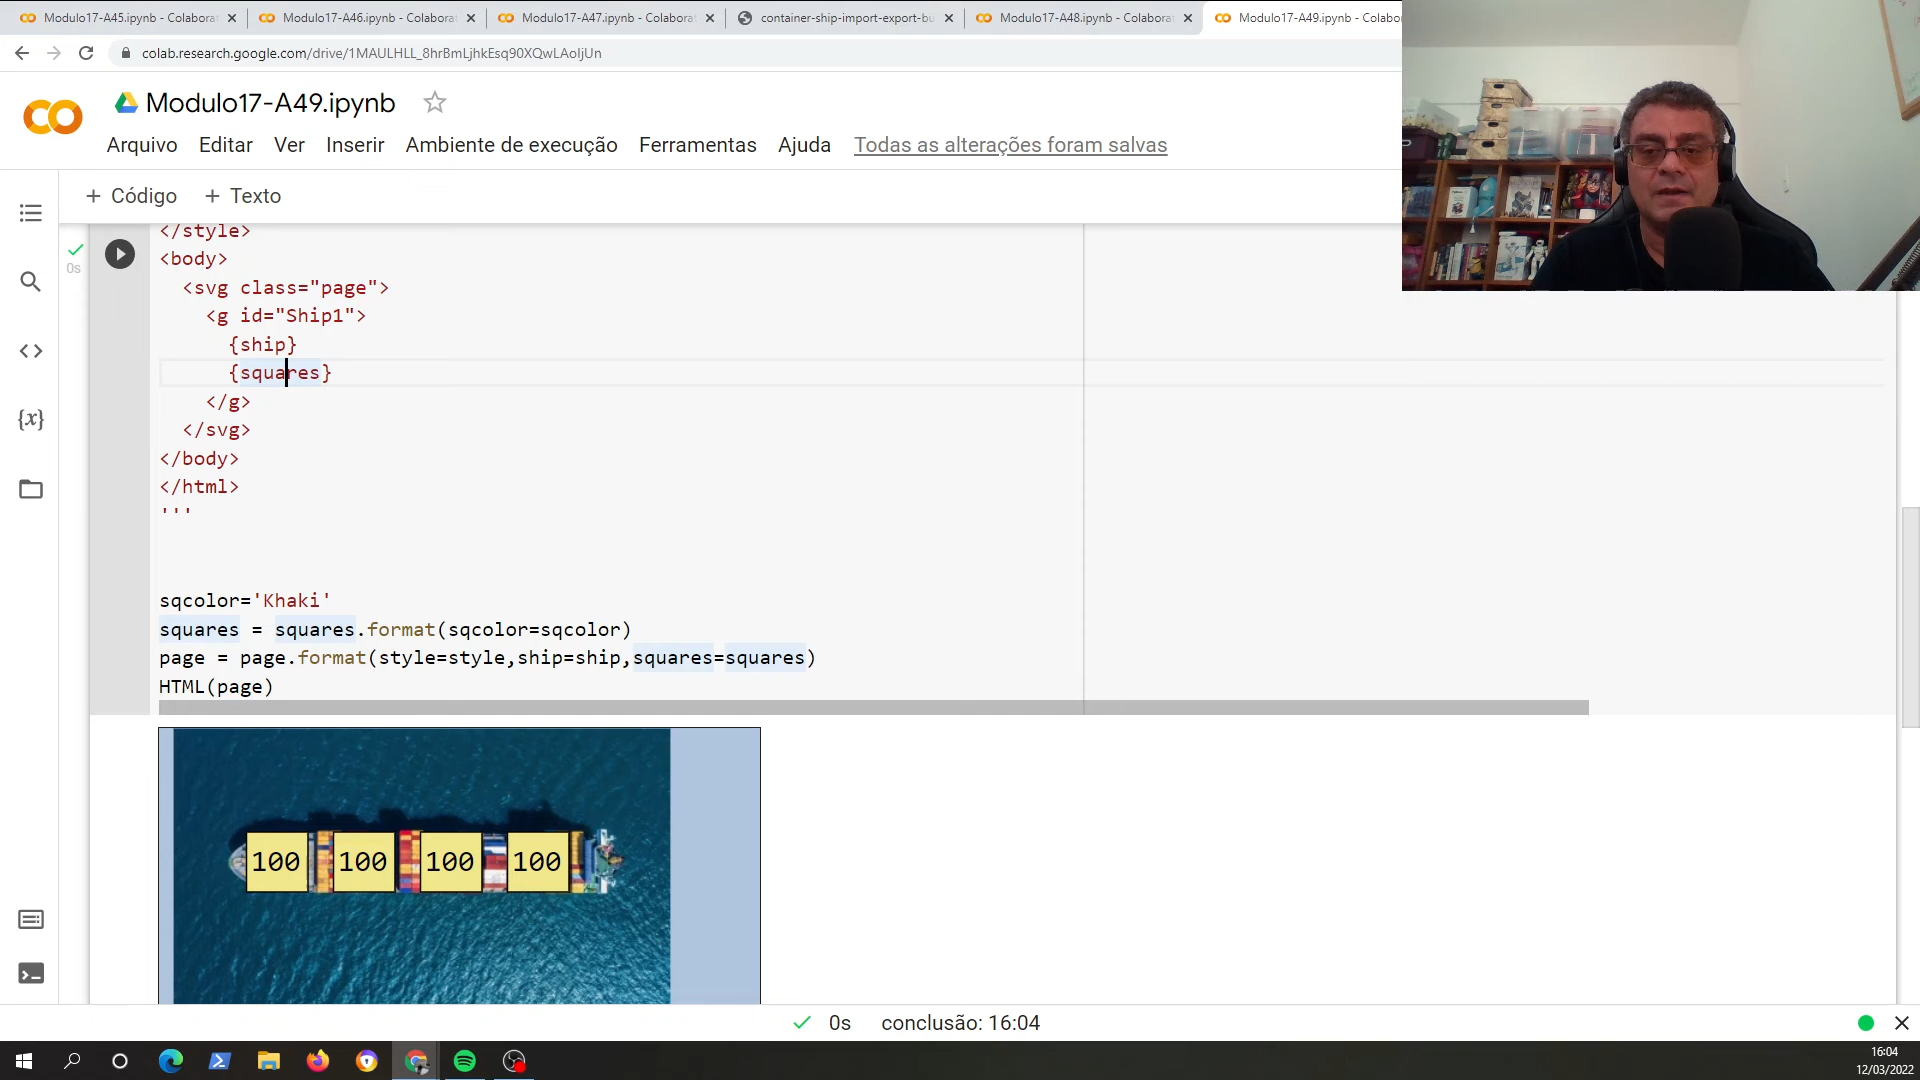 Modulo17-A45.ipynb - Colabora
Modulo17-A46.ipynb - Colabora
Modulo17-A47.ipynb - Colabora
container-ship-import-export-bu
Modulo17-A48.ipynb - Colabora
Modulo17-A49.ipynb - Colabo
colab.research.google.com/drive/1MAULHLL_8hrBmLjhkEsq90XQwLAoIjUn
Modulo17-A49.ipynb
Arquivo Editar Ver Inserir Ambiente de execução Ferramentas Ajuda Todas as alterações foram salvas
+ Código + Texto
0s
</style>
<body>
<svg class="page">
<g id="Ship1">
{ship}
{squares}
</g>
</svg>
</body>
</html>
'''
sqcolor='Khaki'
squares = squares.format(sqcolor=sqcolor)
page = page.format(style=style,ship=ship,squares=squares)
HTML(page)
100 100 100 100
0s conclusão: 16:04
16:04
12/03/2022